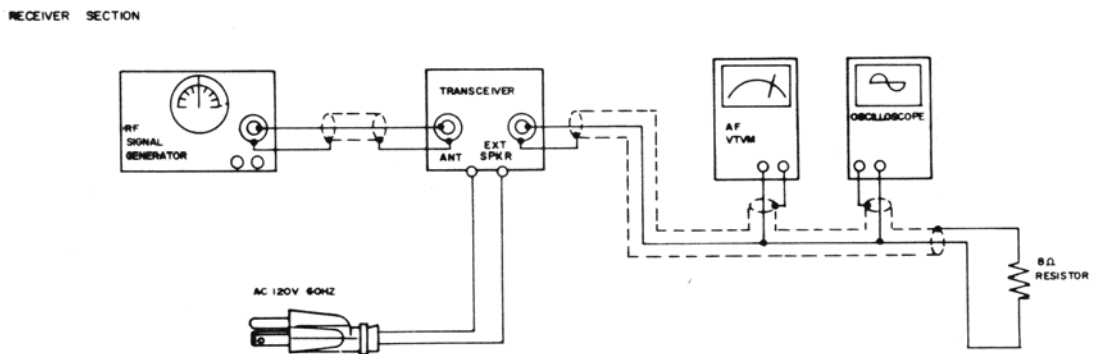 RECEIVER SECTION
RF
SIGNAL
GENERATOR
TRANSCEIVER
ANT
EXT
SPKR
AF
VTVM
OSCILLOSCOPE
8Ω
RESISTOR
AC 120V 60HZ